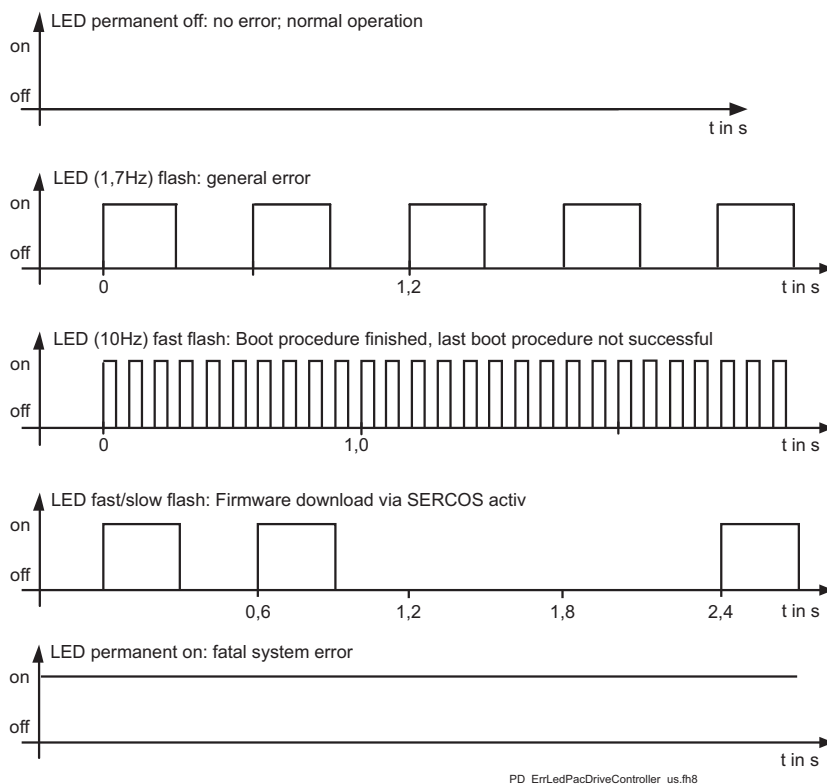 LED permanent off: no error; normal operation
on
off
t in s
LED (1,7Hz) flash: general error
on
off
0
1,2
t in s
LED (10Hz) fast flash: Boot procedure finished, last boot procedure not successful
on
off
0
1,0
t in s
LED fast/slow flash: Firmware download via SERCOS activ
on
off
0,6
1,2
1,8
2,4
t in s
LED permanent on: fatal system error
on
off
t in s
PD_ErrLedPacDriveController_us.fh8